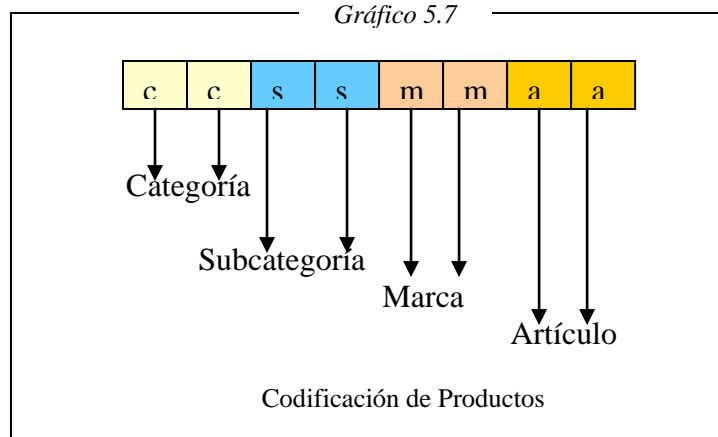 Gráfico 5.7
c c s s m m a a
Categoría
Subcategoría
Marca
Artículo
Codificación de Productos